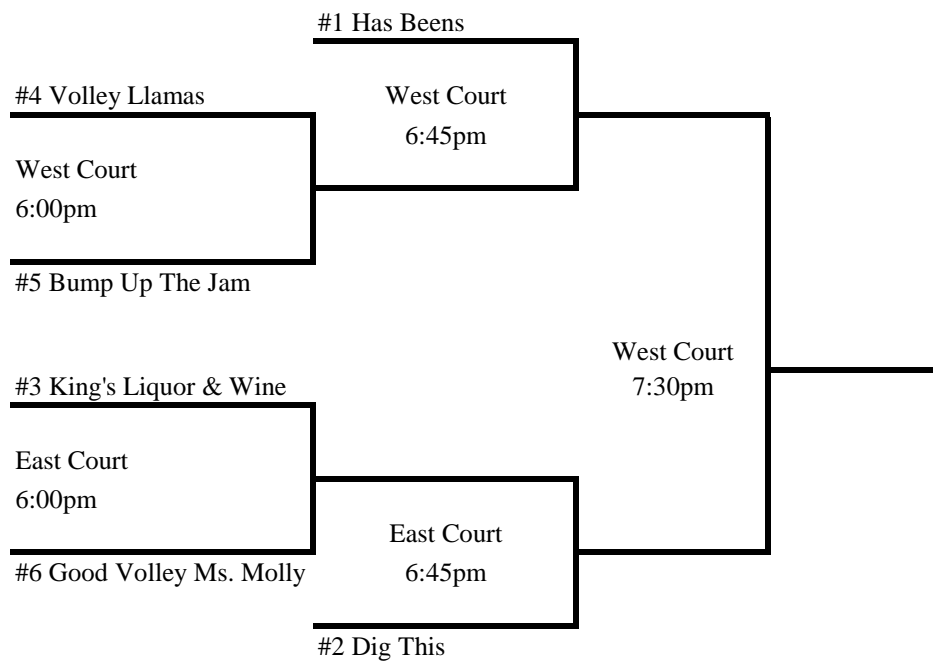 #1 Has Beens
#4 Volley Llamas
West Court
6:45pm
West Court
6:00pm
#5 Bump Up The Jam
West Court
7:30pm
#3 King's Liquor & Wine
East Court
6:00pm
East Court
6:45pm
#6 Good Volley Ms. Molly
#2 Dig This